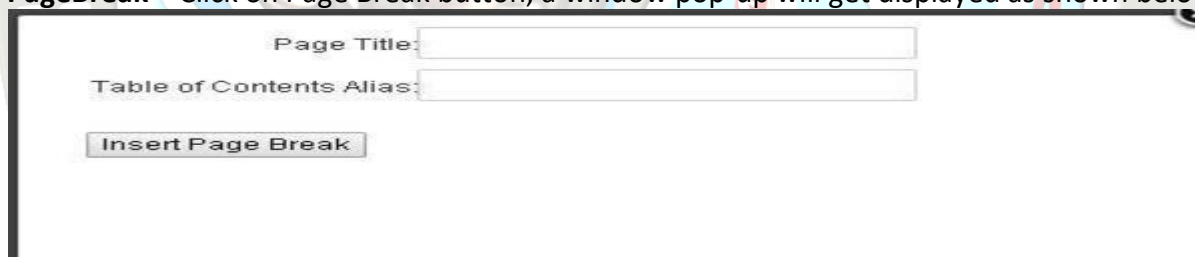 PageBreak – Click on Page Break button, a window pop-up will get displayed as shown
Page Title:
Table of Contents Alias:
Insert Page Break